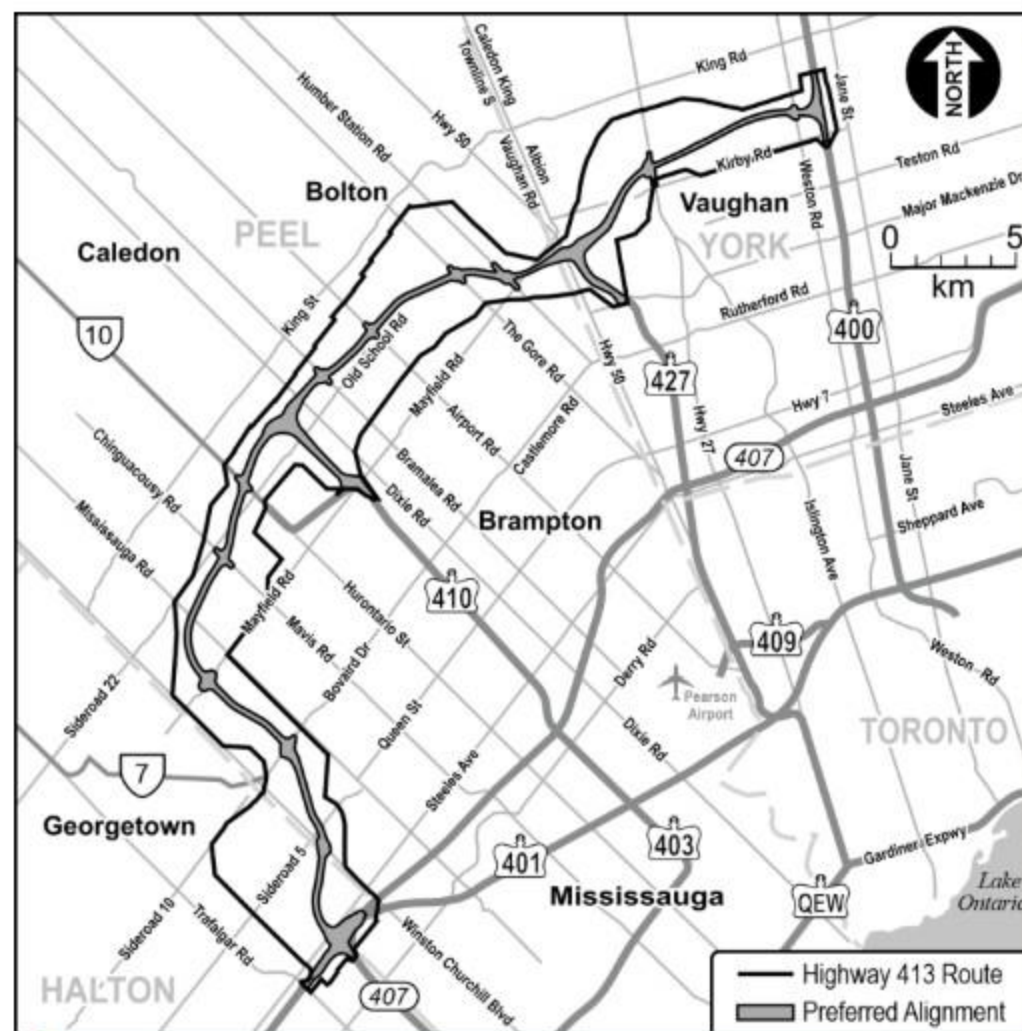 Caledon King
Townline S
King Rd
Jane St
NORTH
Humber Station Rd
Hwy 50
Albion
Vaughan Rd
Kirby Rd
Teston Rd
Weston Rd
Major Mackenzie Dr
Bolton
Vaughan
PEEL
YORK
Caledon
0 5
km
King St
Rutherford Rd
10
Old School Rd
400
The Gore Rd
Hwy 50
427
Mayfield Rd
Hwy 7
Steeles Ave
Airport Rd
Castlemore Rd
Hwy 27
407
Chinguacousy Rd
Bramalea Rd
Jane St
Mississauga Rd
Dixie Rd
Brampton
Islington Ave
Sheppard Ave
410
Mayfield Rd
Hurontario St
409
Mavis Rd
Bovaird Dr
Derry Rd
Weston Rd
Pearson
Airport
Sideroad 22
Queen St
Dixie Rd
TORONTO
7
Steeles Ave
Georgetown
401
403
Gardiner Expwy
Sideroad 5
Mississauga
QEW
Lake
Ontario
Sideroad 10
Trafalgar Rd
Winston Churchill Blvd
HALTON
407
Highway 413 Route
Preferred Alignment